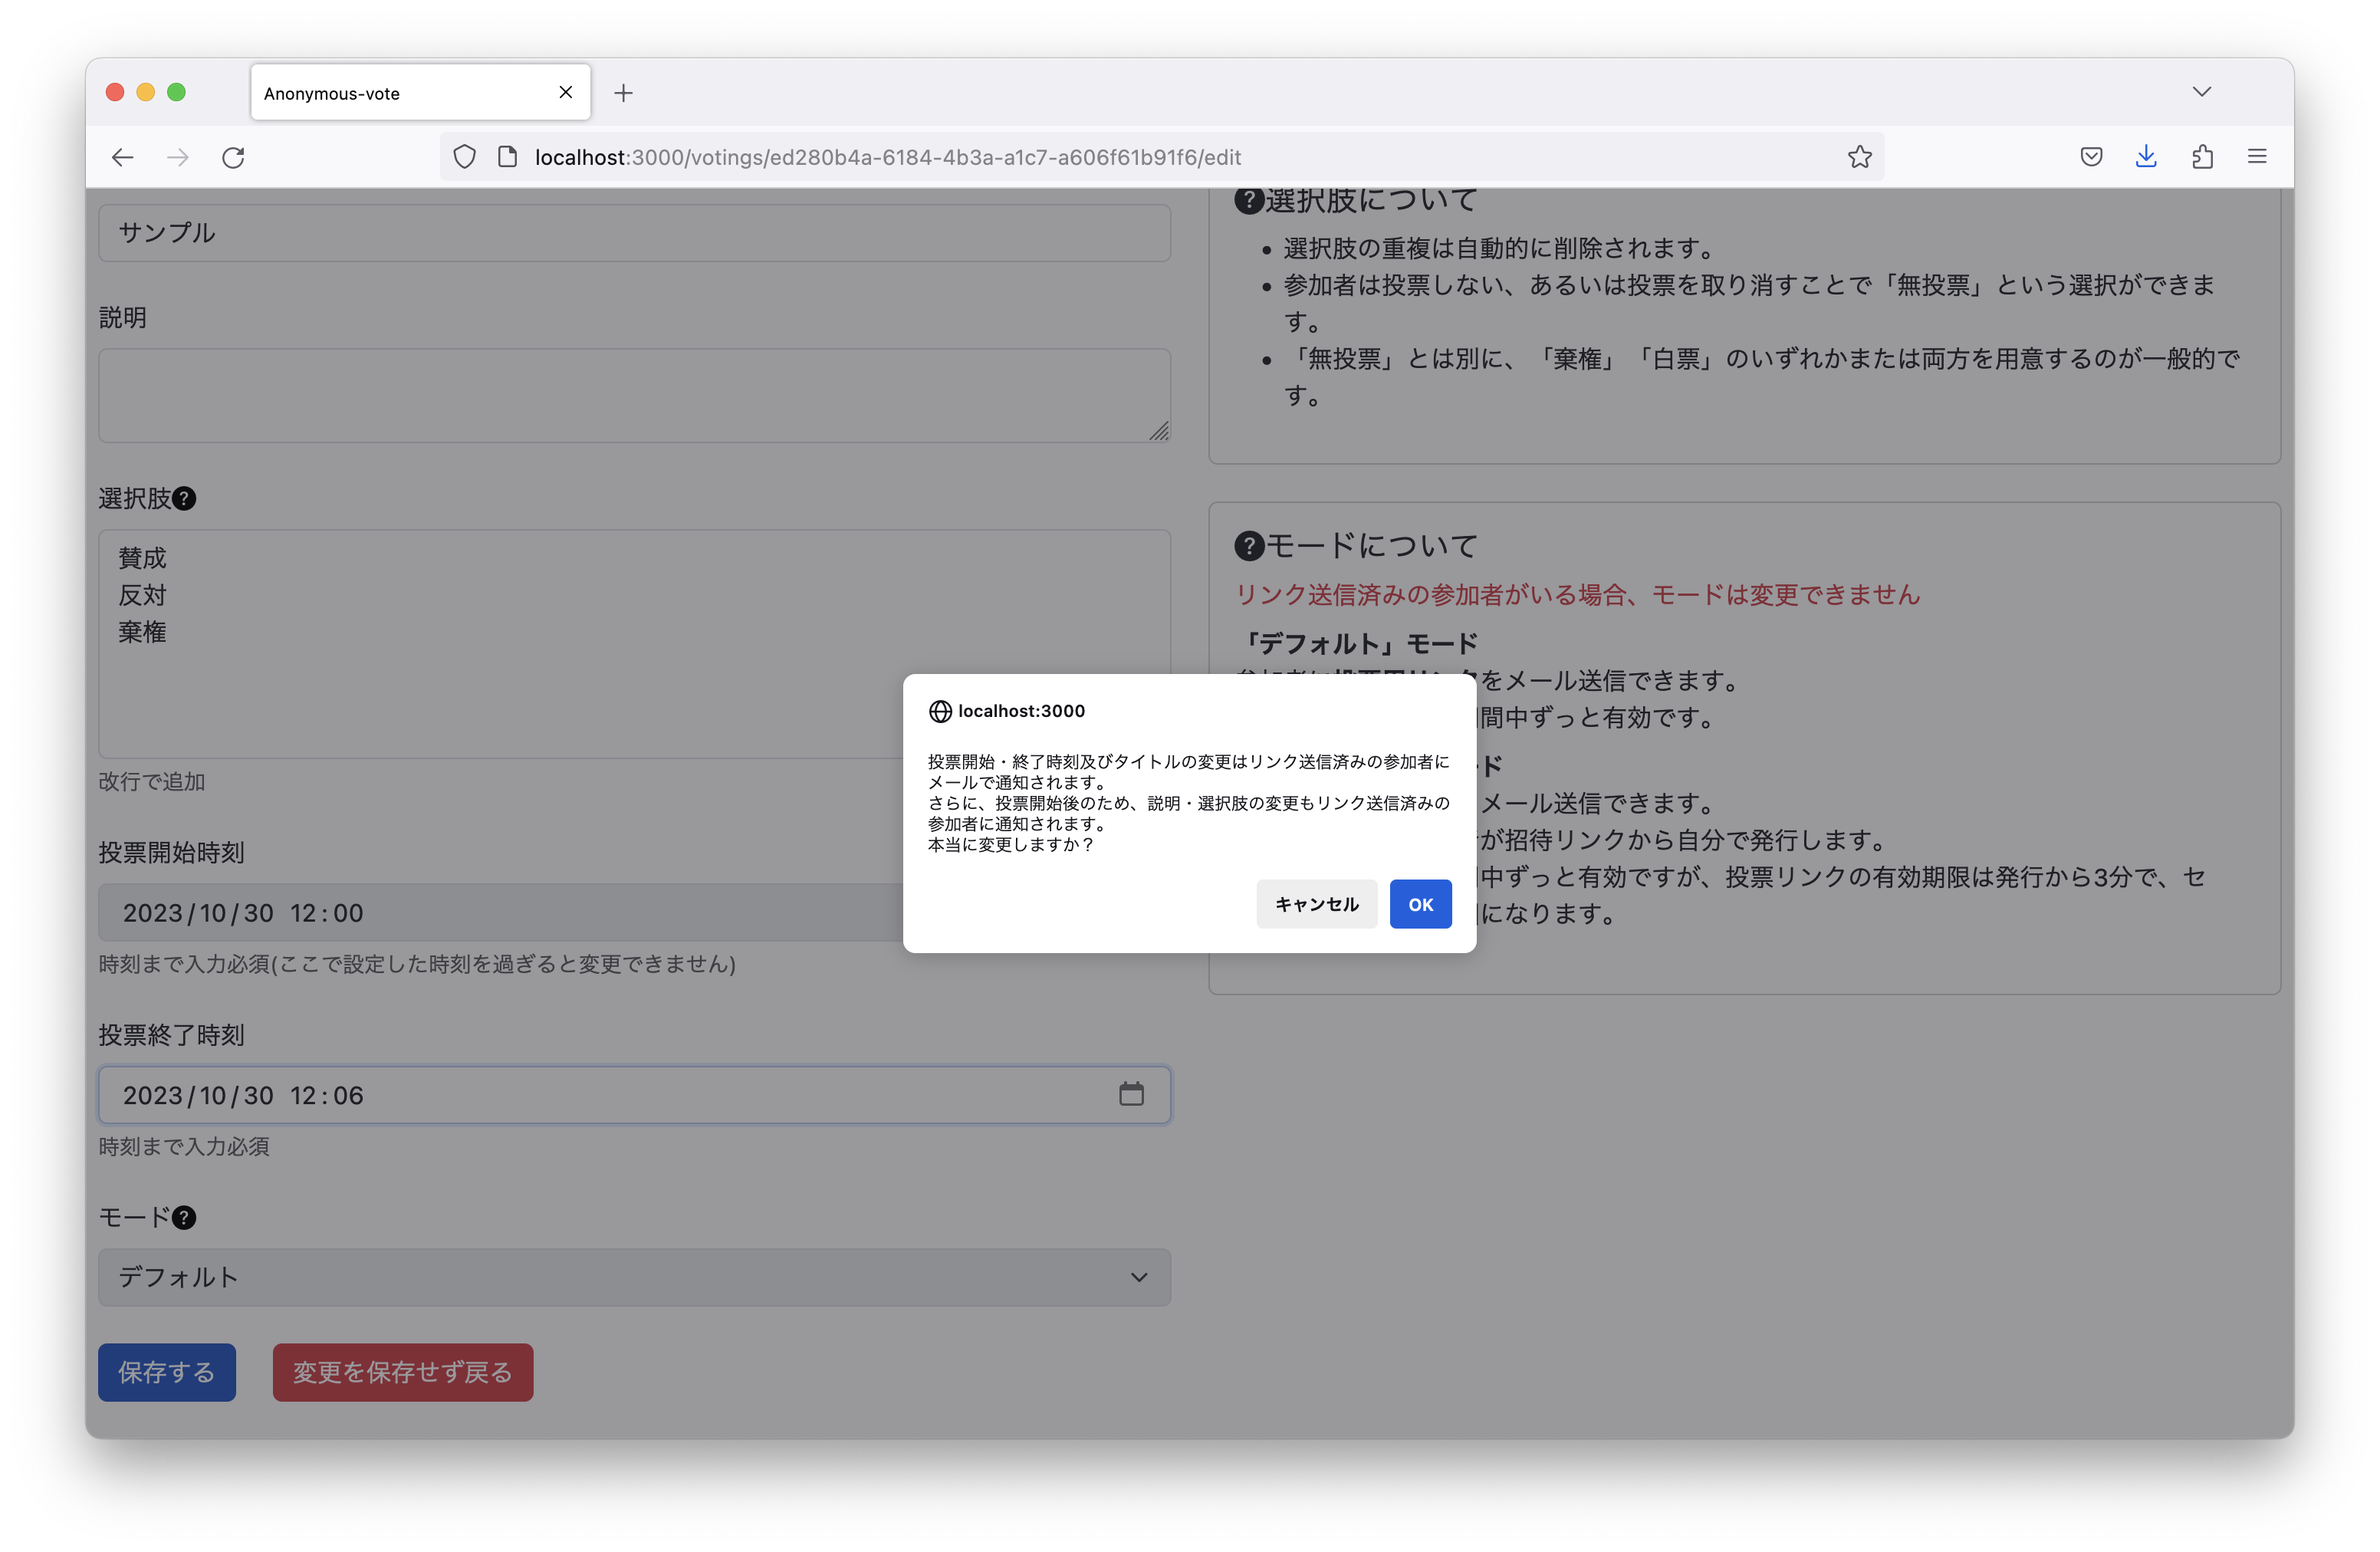 Anonymous-vote
localhost:3000/votings/ed280b4a-6184-4b3a-a1c7-a606f61b91f6/edit
サンプル
説明
選択肢?
賛成
反対
棄権
改行で追加
投票開始時刻
2023/10/30 12:00
時刻まで入力必須(ここで設定した時刻を過ぎると変更できません)
投票終了時刻
2023/10/30 12:06
時刻まで入力必須
モード?
デフォルト
保存する
変更を保存せず戻る
?選択肢について
• 選択肢の重複は自動的に削除されます。
• 参加者は投票しない、あるいは投票を取り消すことで「無投票」という選択ができま
す。
• 「無投票」とは別に、「棄権」「白票」のいずれかまたは両方を用意するのが一般的で
す。
?モードについて
リンク送信済みの参加者がいる場合、モードは変更できません
「デフォルト」モード
をメール送信できます。
間中ずっと有効です。
ド
メール送信できます。
が招待リンクから自分で発行します。
中ずっと有効ですが、投票リンクの有効期限は発行から3分で、セ
になります。
localhost:3000
投票開始・終了時刻及びタイトルの変更はリンク送信済みの参加者に
メールで通知されます。
さらに、投票開始後のため、説明・選択肢の変更もリンク送信済みの
参加者に通知されます。
本当に変更しますか？
キャンセル
OK